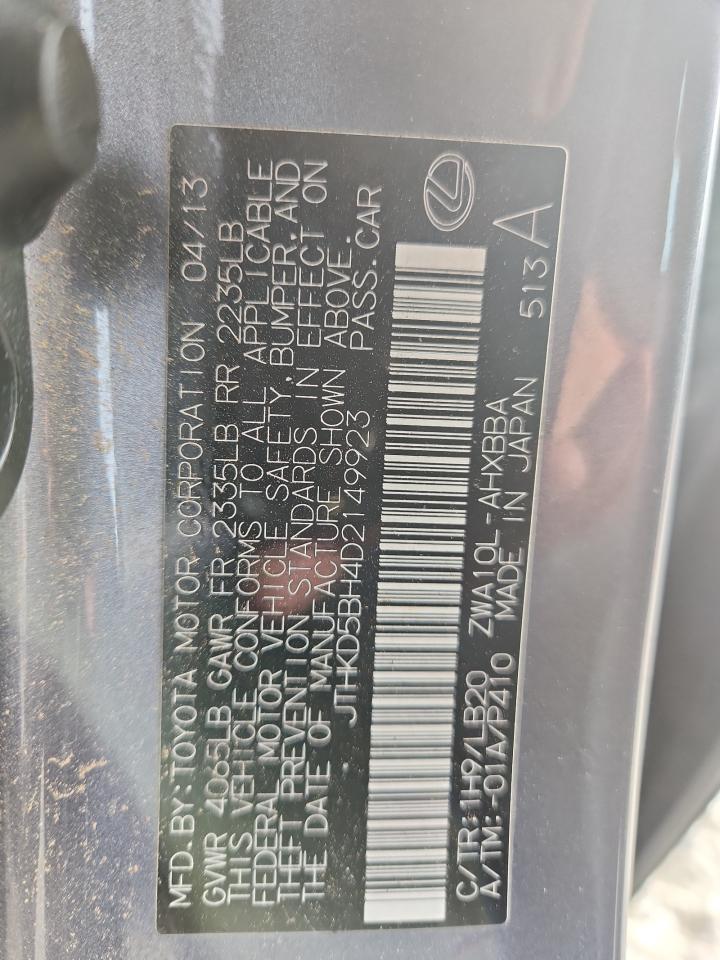 MFD.BY:TOYOTA MOTOR CORPORATION 04/13
GVWR 4065LB GAWR FR 2335LB RR 2235LB
THIS VEHICLE CONFORMS TO ALL APPLICABLE
FEDERAL MOTOR VEHICLE SAFETY,BUMPER,AND
THEFT PREVENTION STANDARDS IN EFFECT ON
THE DATE OF MANUFACTURE SHOWN ABOVE.
JTHKD5BH4D2149923 PASS.CAR
C/TR:1H9/LB20 ZWA10L-AHXBBA
A/TM:-01A/P410 MADE IN JAPAN 513A